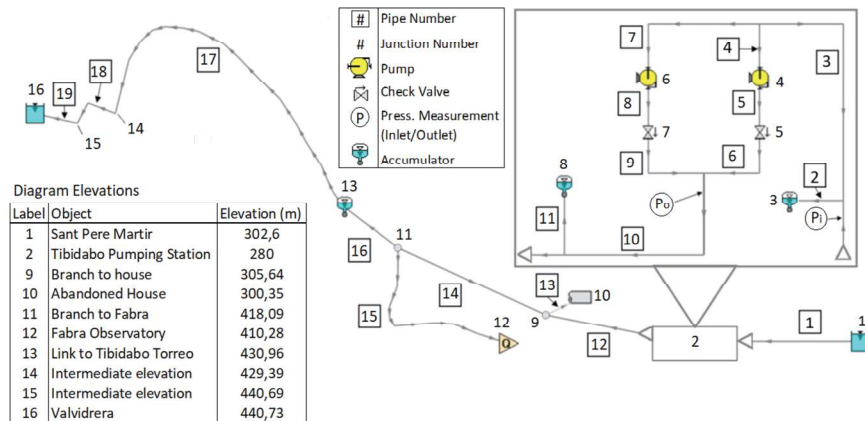 # Pipe Number
# Junction Number
Pump
Check Valve
P Press. Measurement
(Inlet/Outlet)
Accumulator
17
18
16
19
14
15
13
11
16
14
15
12
Q
13
10
9
12
2
1
1
7
4
3
6
4
8
5
7
5
9
6
2
3
Pi
Po
8
11
10
Diagram Elevations
Label Object Elevation (m)
1 Sant Pere Martir 302,6
2 Tibidabo Pumping Station 280
9 Branch to house 305,64
10 Abandoned House 300,35
11 Branch to Fabra 418,09
12 Fabra Observatory 410,28
13 Link to Tibidabo Torreo 430,96
14 Intermediate elevation 429,39
15 Intermediate elevation 440,69
16 Valvidrera 440,73